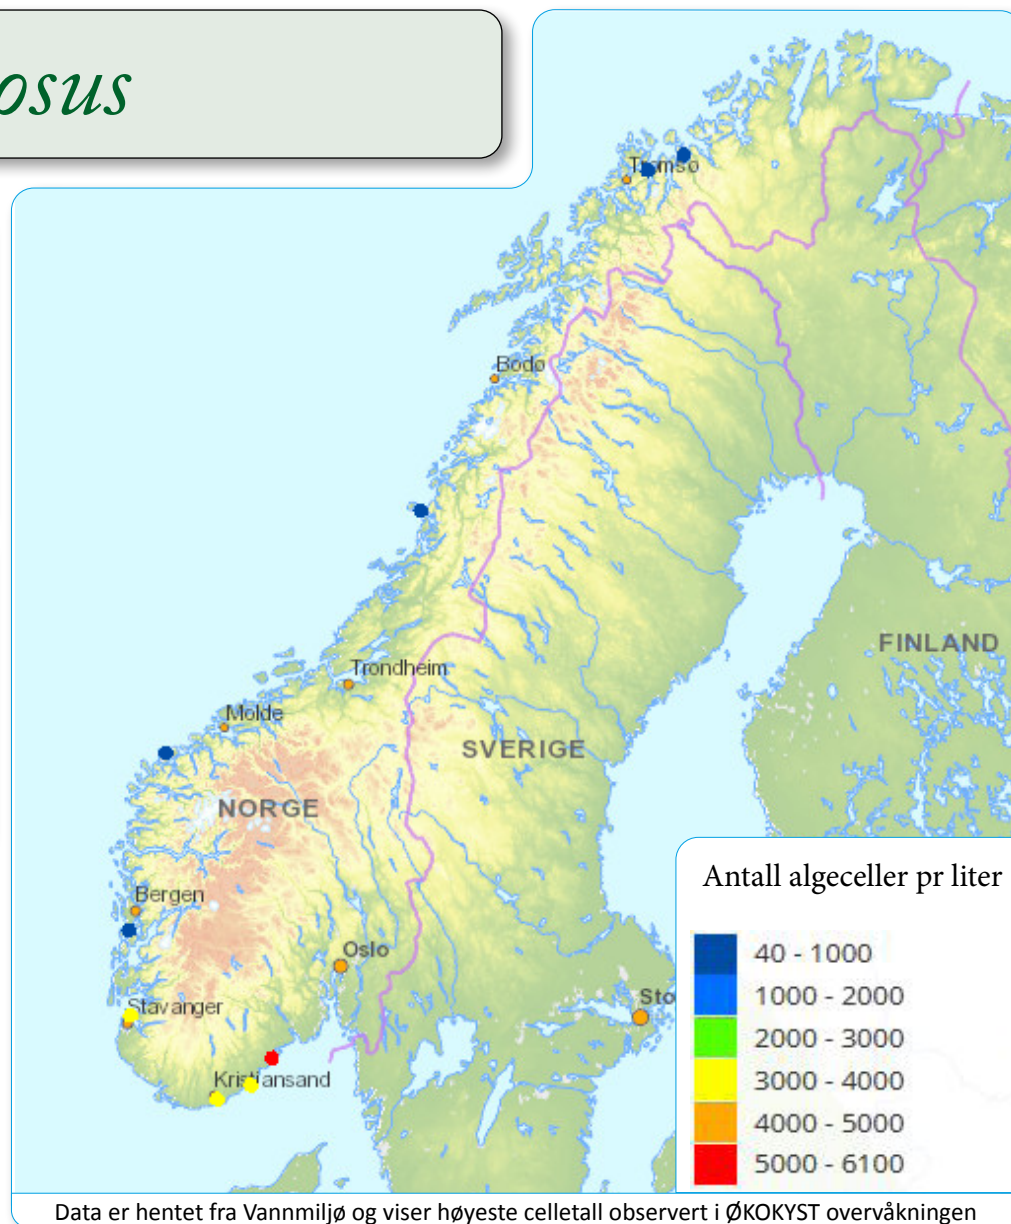 osus
Tromsø
Bodø
Trondheim
Molde
FINLAND
SVERIGE
NORGE
Bergen
Oslo
Stavanger
Sto
Kristiansand
Antall algeceller pr liter
40 - 1000
1000 - 2000
2000 - 3000
3000 - 4000
4000 - 5000
5000 - 6100
Data er hentet fra Vannmiljø og viser høyeste celletall observert i ØKOKYST overvåkningen